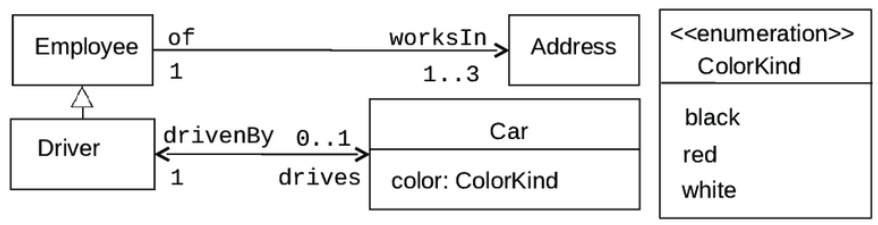 Employee
of
1
worksIn
1..3
Address
Driver
drivenBy
1
0..1
drives
Car
color: ColorKind
<<enumeration>>
ColorKind
black
red
white